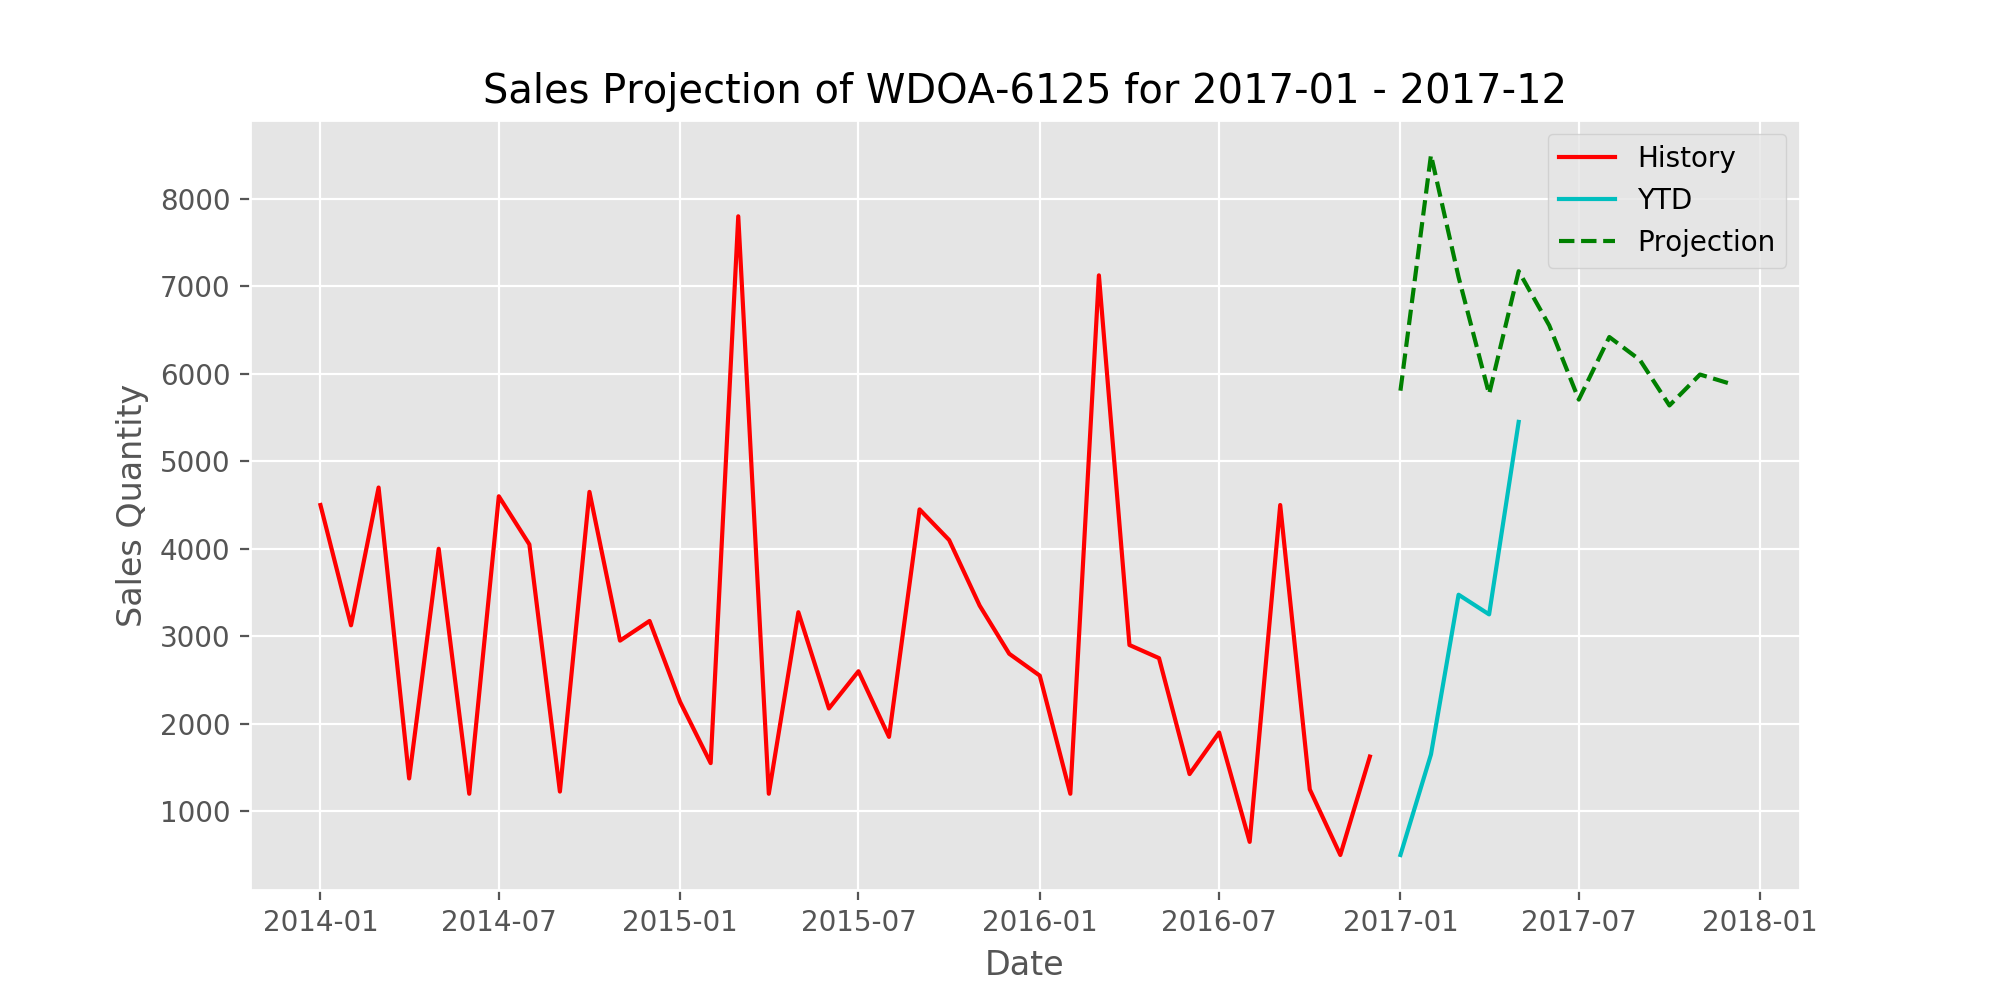 Sales Projection of WDOA-6125 for 2017-01 - 2017-12
History
YTD
Projection
8000
7000
6000
5000
4000
3000
2000
1000
Sales Quantity
2014-01 2014-07 2015-01 2015-07 2016-01 2016-07 2017-01 2017-07 2018-01
Date